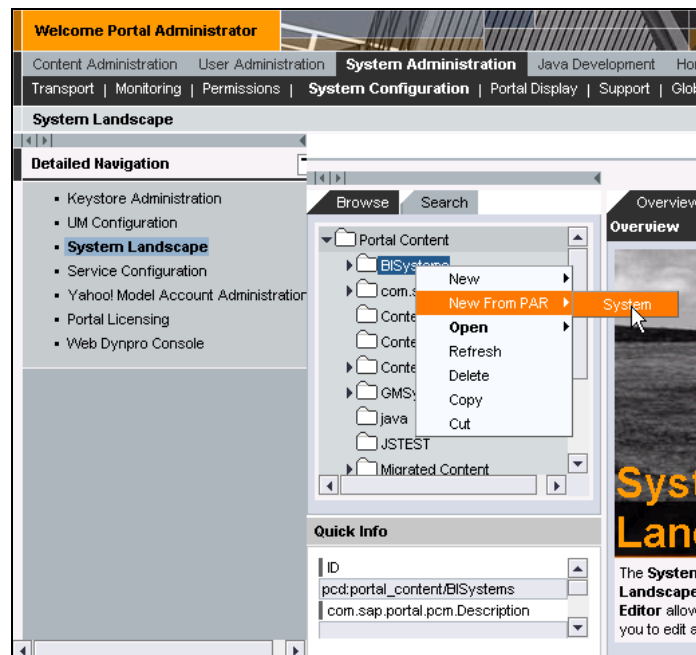 Welcome Portal Administrator
Content Administration User Administration System Administration Java Development
Transport | Monitoring | Permissions | System Configuration | Portal Display | Support |
System Landscape
Detailed Navigation
Keystore Administration
UM Configuration
System Landscape
Service Configuration
Yahoo! Model Account Administration
Portal Licensing
Web Dynpro Console
Browse Search
Portal Content
BISystems
java
JSTEST
Migrated Content
New
New From PAR
Open
Refresh
Delete
Copy
Cut
System
Quick Info
ID
pcd:portal_content/BISystems
com.sap.portal.pcm.Description
Overview
Overview
The System
Landscape
Editor
you to edit a